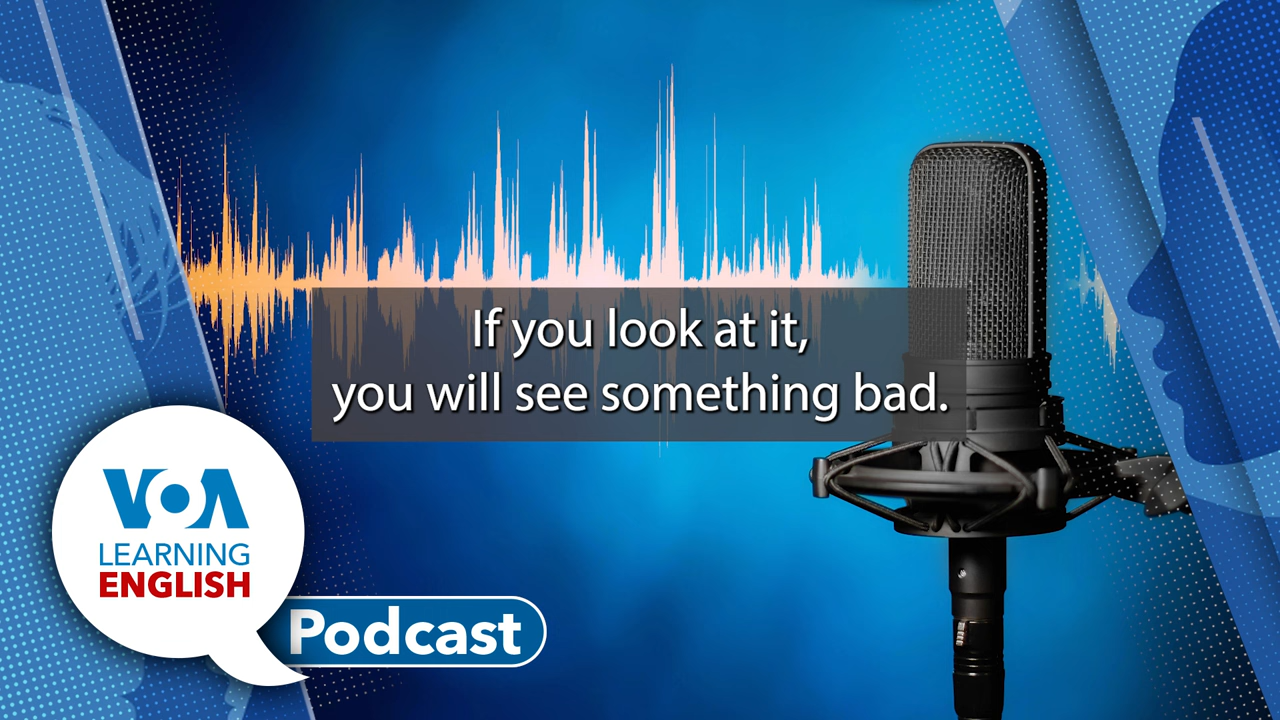 If you look at it,
you will see something bad.
VOA
LEARNING
ENGLISH
Podcast